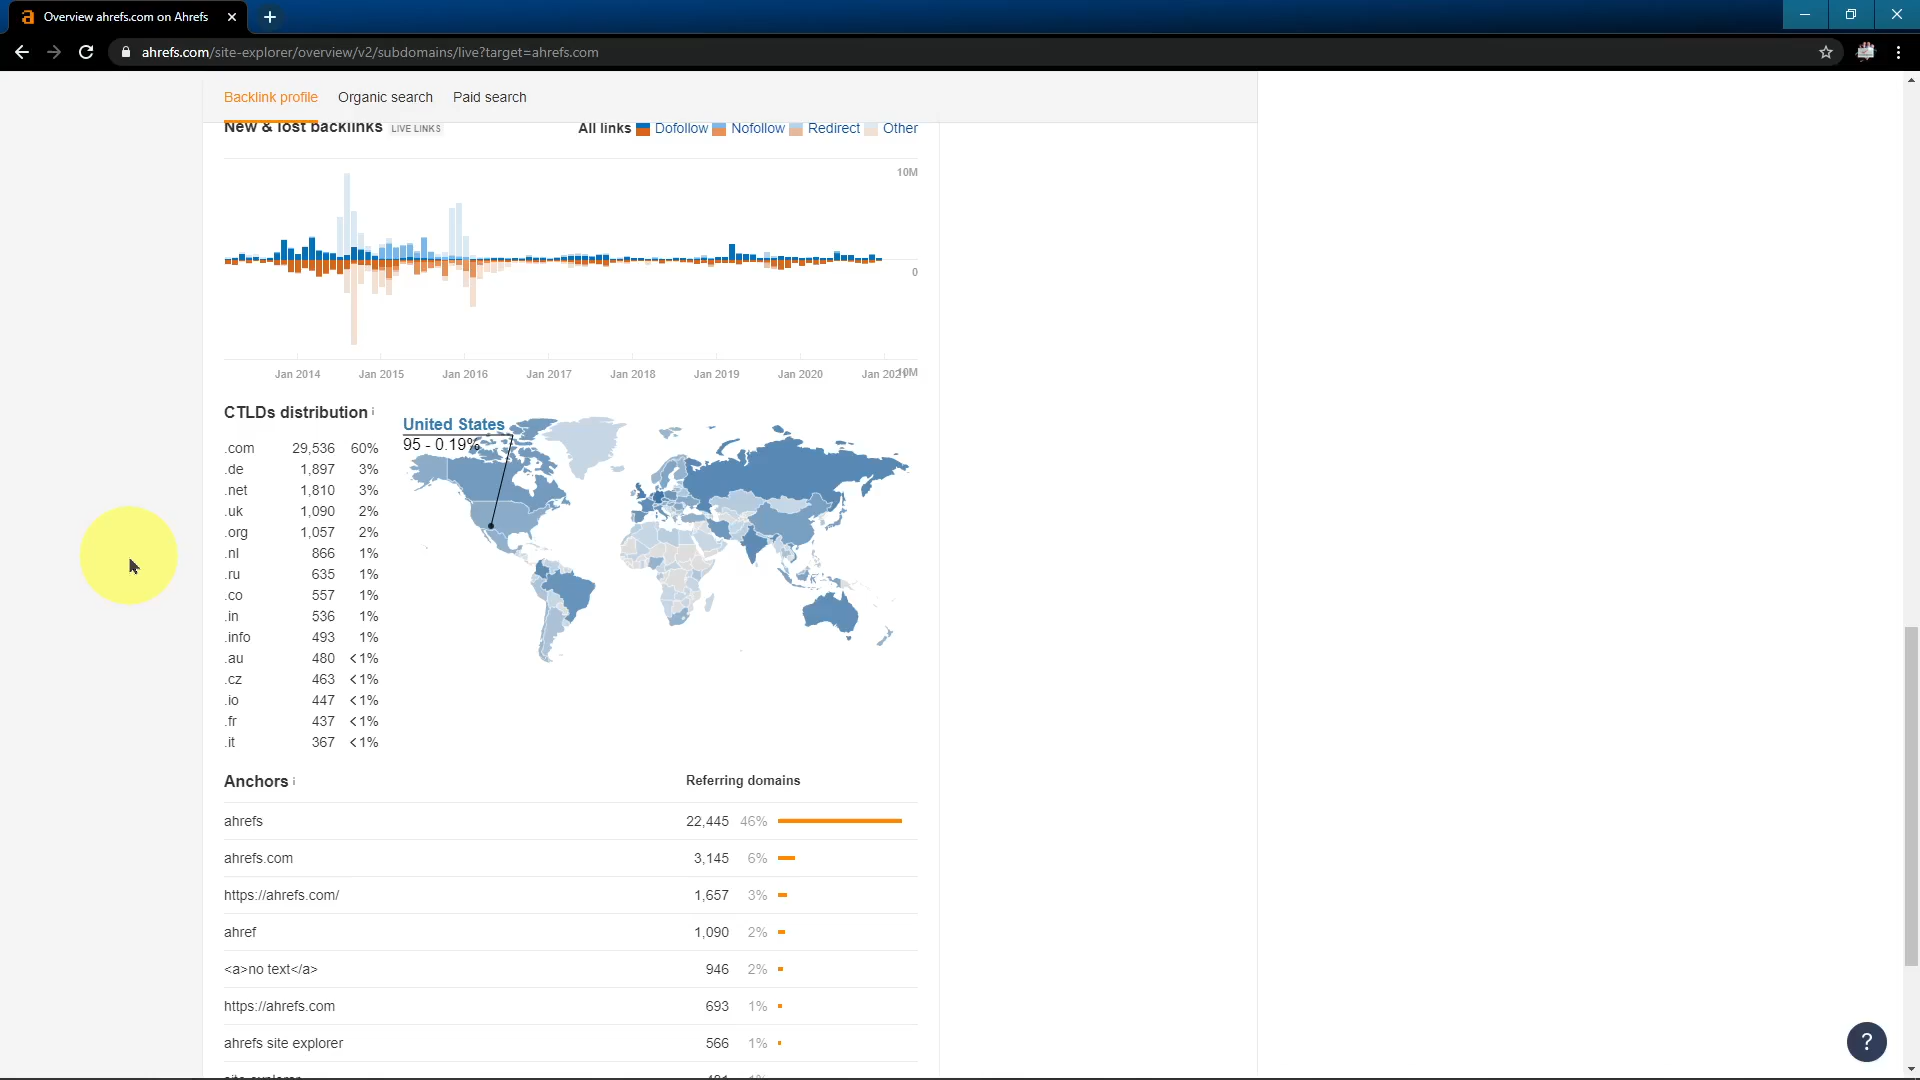 Overview ahrefs.com on Ahrefs
ahrefs.com/site-explorer/overview/v2/subdomains/live?target=ahrefs.com
Backlink profile Organic search Paid search
New & lost backlinks LIVE LINKS All links Dofollow Nofollow Redirect Other
10M
0
10M
Jan 2014 Jan 2015 Jan 2016 Jan 2017 Jan 2018 Jan 2019 Jan 2020 Jan 2021
CTLDs distribution i
United States
95 - 0.19%
.com 29,536 60%
.de 1,897 3%
.net 1,810 3%
.uk 1,090 2%
.org 1,057 2%
.nl 866 1%
.ru 635 1%
.co 557 1%
.in 536 1%
.info 493 1%
.au 480 <1%
.cz 463 <1%
.io 447 <1%
.fr 437 <1%
.it 367 <1%
Anchors i Referring domains
ahrefs 22,445 46%
ahrefs.com 3,145 6%
https://ahrefs.com/ 1,657 3%
ahref 1,090 2%
<a>no text</a> 946 2%
https://ahrefs.com 693 1%
ahrefs site explorer 566 1%
?